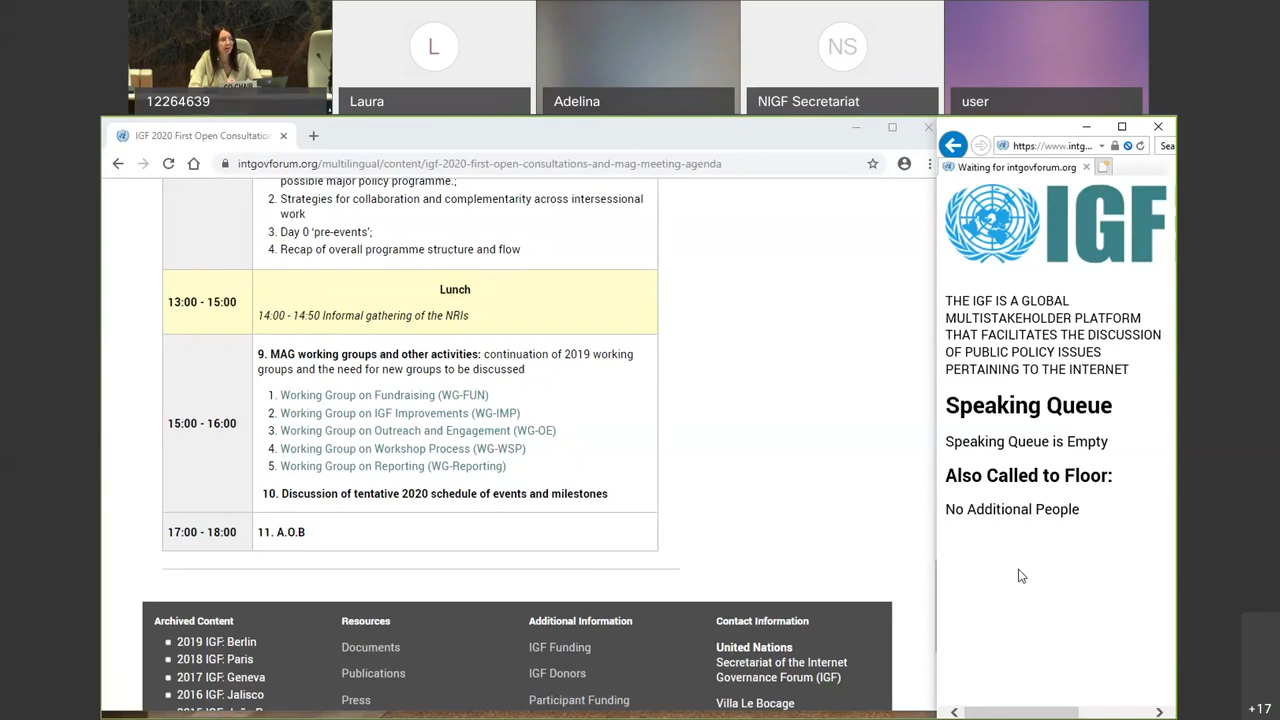 L
NS
CO-CHAIR
12264639
Laura
Adelina
NIGF Secretariat
user
IGF 2020 First Open Consultation
intgovforum.org/multilingual/content/igf-2020-first-open-consultations-and-mag-meeting-agenda
possible major policy programme.;
2. Strategies for collaboration and complementarity across intersessional
work
3. Day 0 ‘pre-events’;
4. Recap of overall programme structure and flow
13:00 - 15:00
Lunch
14:00 - 14:50 Informal gathering of the NRIs
15:00 - 16:00
9. MAG working groups and other activities: continuation of 2019 working
groups and the need for new groups to be discussed
1. Working Group on Fundraising (WG-FUN)
2. Working Group on IGF Improvements (WG-IMP)
3. Working Group on Outreach and Engagement (WG-OE)
4. Working Group on Workshop Process (WG-WSP)
5. Working Group on Reporting (WG-Reporting)
10. Discussion of tentative 2020 schedule of events and milestones
17:00 - 18:00
11. A.O.B
Archived Content
2019 IGF: Berlin
2018 IGF: Paris
2017 IGF: Geneva
2016 IGF: Jalisco
Resources
Documents
Publications
Press
Additional Information
IGF Funding
IGF Donors
Participant Funding
Contact Information
United Nations
Secretariat of the Internet
Governance Forum (IGF)
Villa Le Bocage
https://www.intg...
Sea
Waiting for intgovforum.org
IGF
THE IGF IS A GLOBAL
MULTISTAKEHOLDER PLATFORM
THAT FACILITATES THE DISCUSSION
OF PUBLIC POLICY ISSUES
PERTAINING TO THE INTERNET
Speaking Queue
Speaking Queue is Empty
Also Called to Floor:
No Additional People
+17